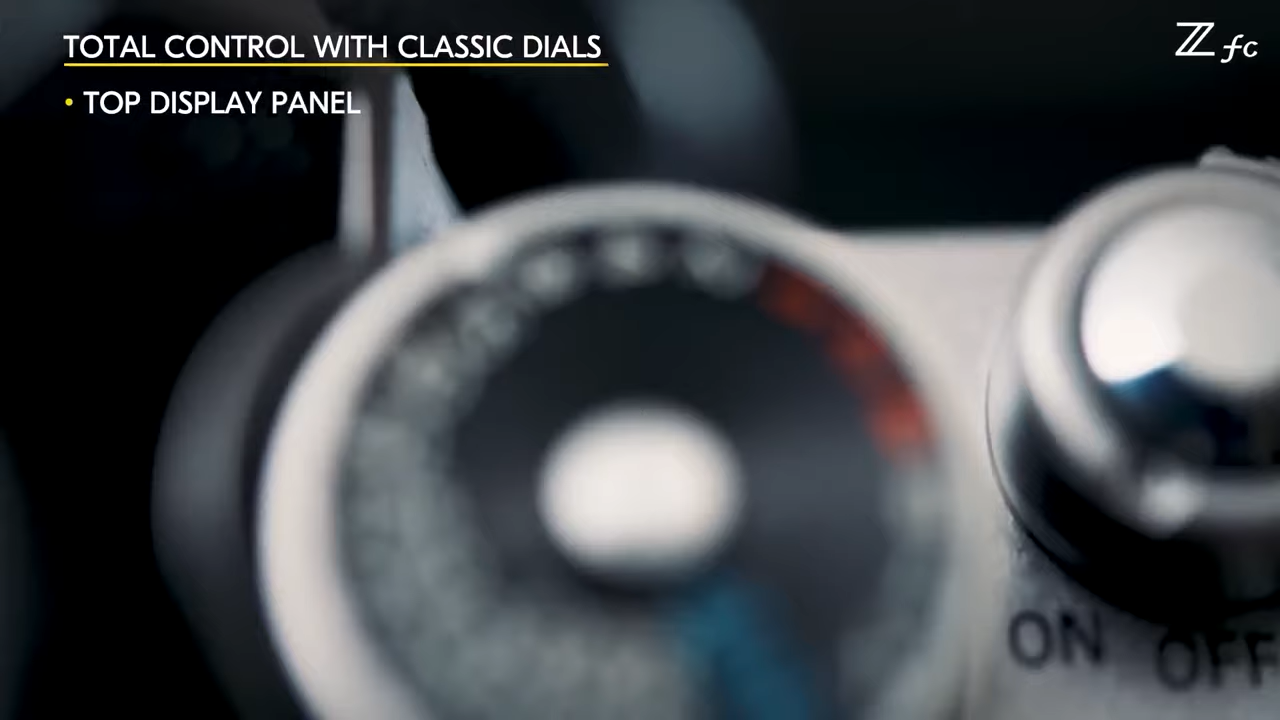 TOTAL CONTROL WITH CLASSIC DIALS
Z fc
• TOP DISPLAY PANEL
ON OFF